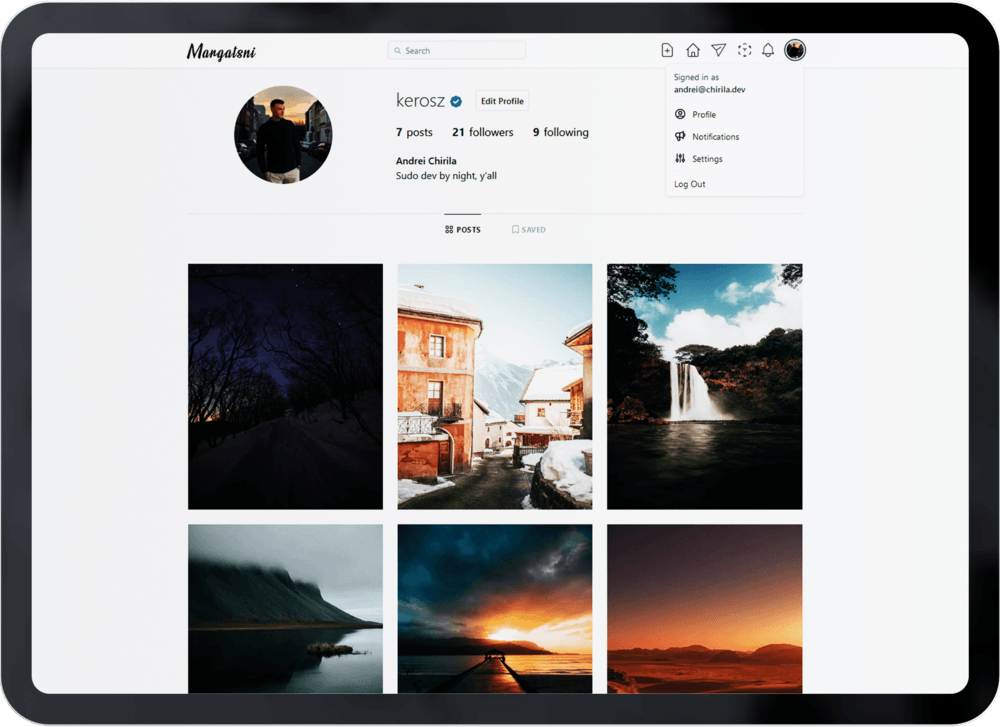 Margatsni
Search
Signed in as
andrei@chirila.dev
Profile
Notifications
Settings
Log Out
kerosz
Edit Profile
7 posts 21 followers 9 following
Andrei Chirila
Sudo dev by night, y'all
POSTS SAVED